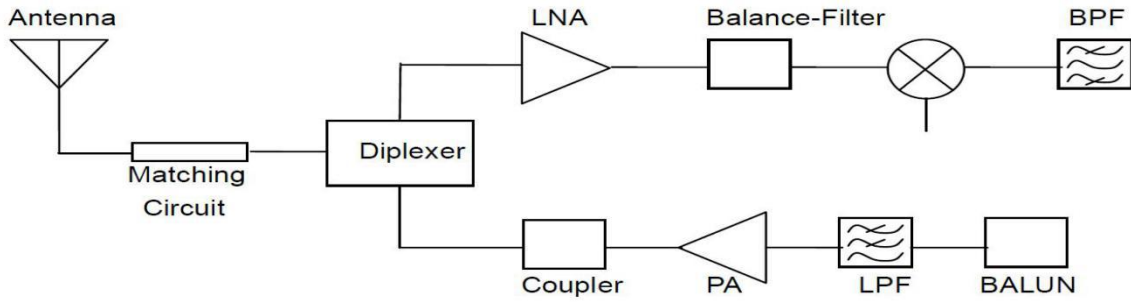 Antenna
LNA
Balance-Filter
BPF
Diplexer
Matching
Circuit
Coupler
PA
LPF
BALUN